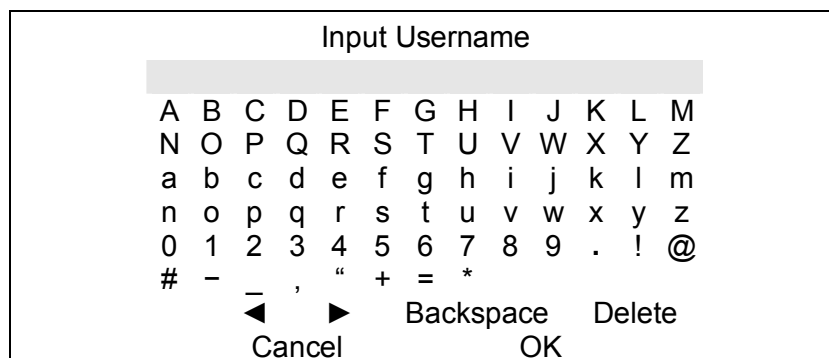 Input Username
A B C D E F G H I J K L M
N O P Q R S T U V W X Y Z
a b c d e f g h i j k l m
n o p q r s t u v w x y z
0 1 2 3 4 5 6 7 8 9 . ! @
# − _ , “ + = *
◄ ► Backspace Delete
Cancel OK